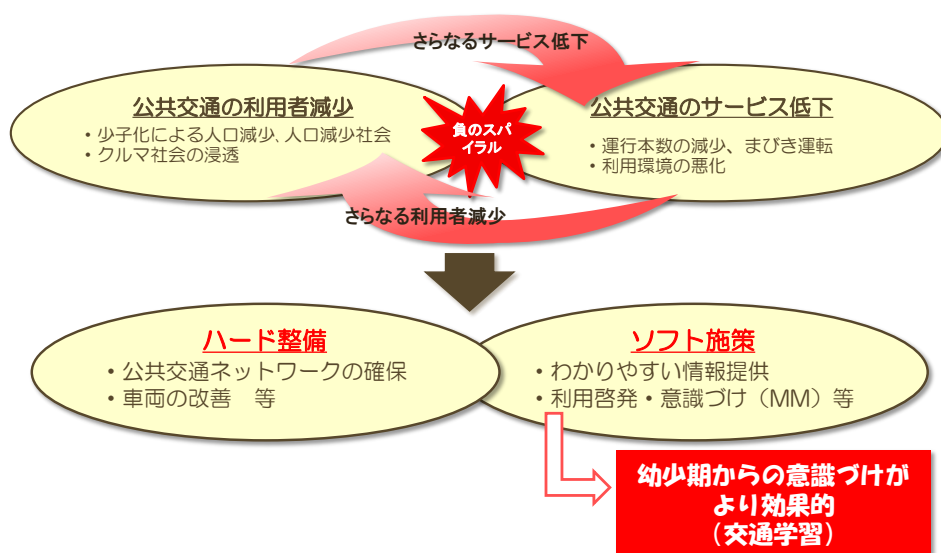 さらなるサービス低下
公共交通の利用者減少
・少子化による人口減少、人口減少社会
・クルマ社会の浸透
負のスパ
イラル
公共交通のサービス低下
・運行本数の減少、まびき運転
・利用環境の悪化
さらなる利用者減少
ハード整備
・公共交通ネットワークの確保
・車両の改善　等
ソフト施策
・わかりやすい情報提供
・利用啓発・意識づけ（MM）等
幼少期からの意識づけが
より効果的
（交通学習）